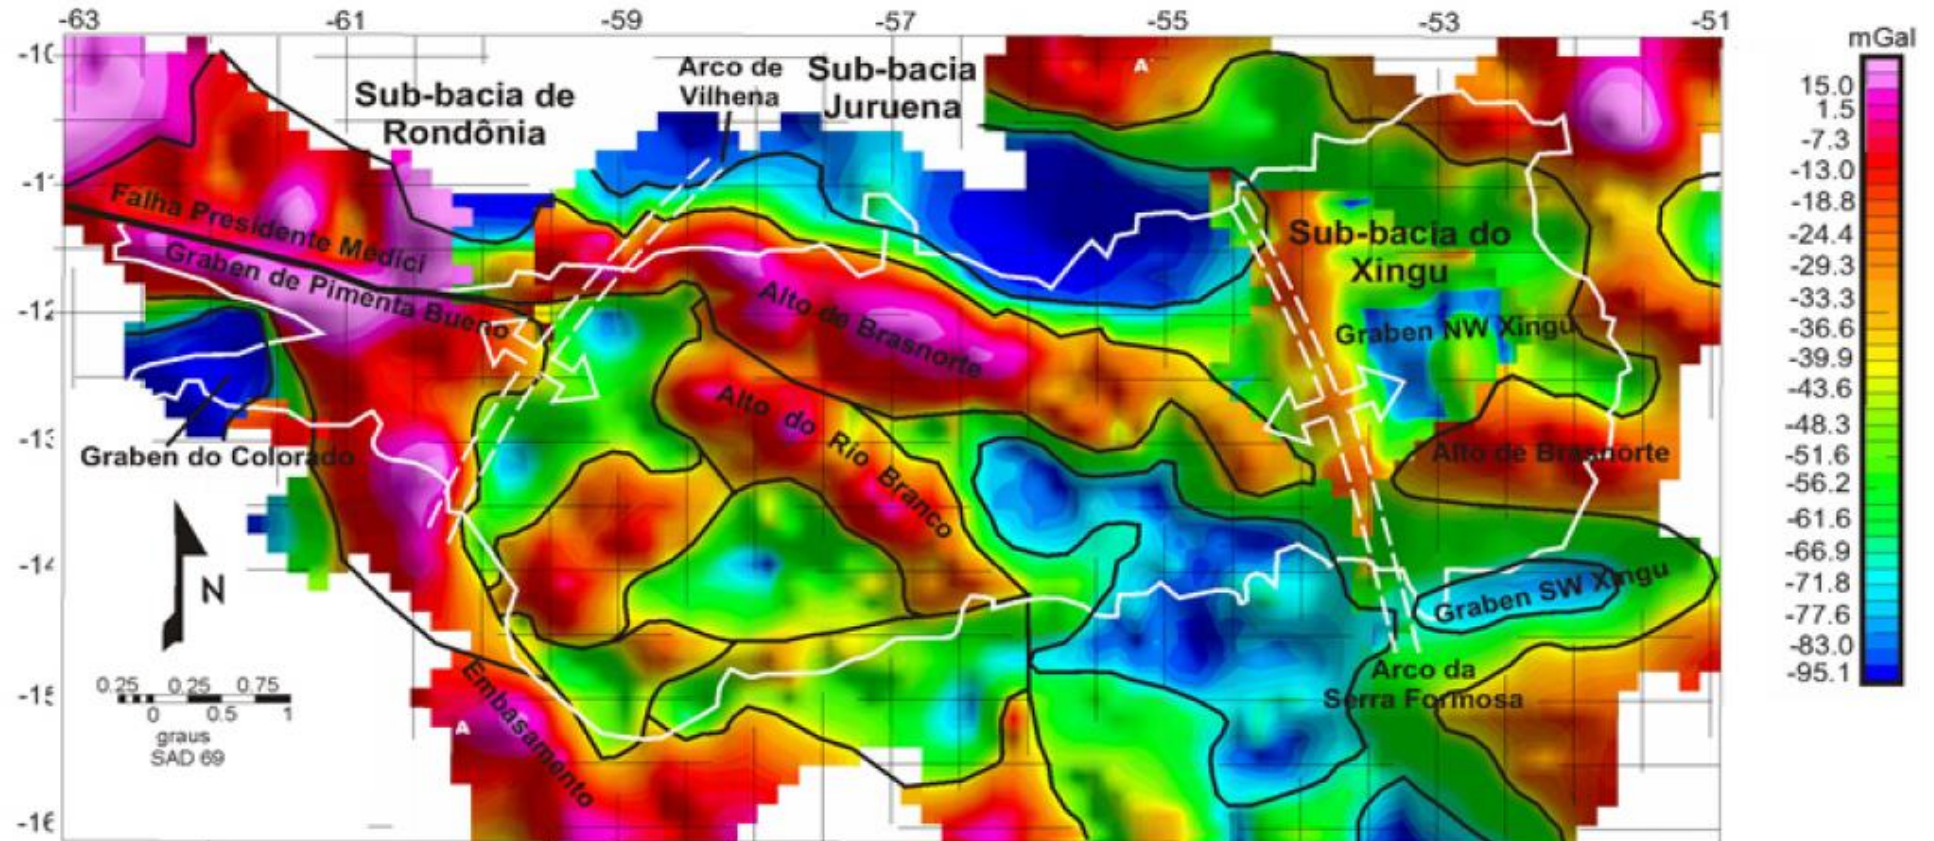 -63 -61 -59 -57 -55 -53 -51
mGal
-10
-11
-12
-13
-14
-15
-16
Sub-bacia de
Rondônia
Arco de
Vilhena
Sub-bacia
Juruena
A'
Falha Presidente Médici
Graben de Pimenta Bueno
Graben do Colorado
Alto de Brasnorte
Alto do Rio Branco
Sub-bacia do
Xingu
Graben NW Xingu
Alto de Brasnorte
Graben SW Xingu
Arco da
Serra Formosa
Embasamento
A
N
0.25 0.25 0.75
0 0.5 1
graus
SAD 69
15.0
1.5
-7.3
-13.0
-18.8
-24.4
-29.3
-33.3
-36.6
-39.9
-43.6
-48.3
-51.6
-56.2
-61.6
-66.9
-71.8
-77.6
-83.0
-95.1